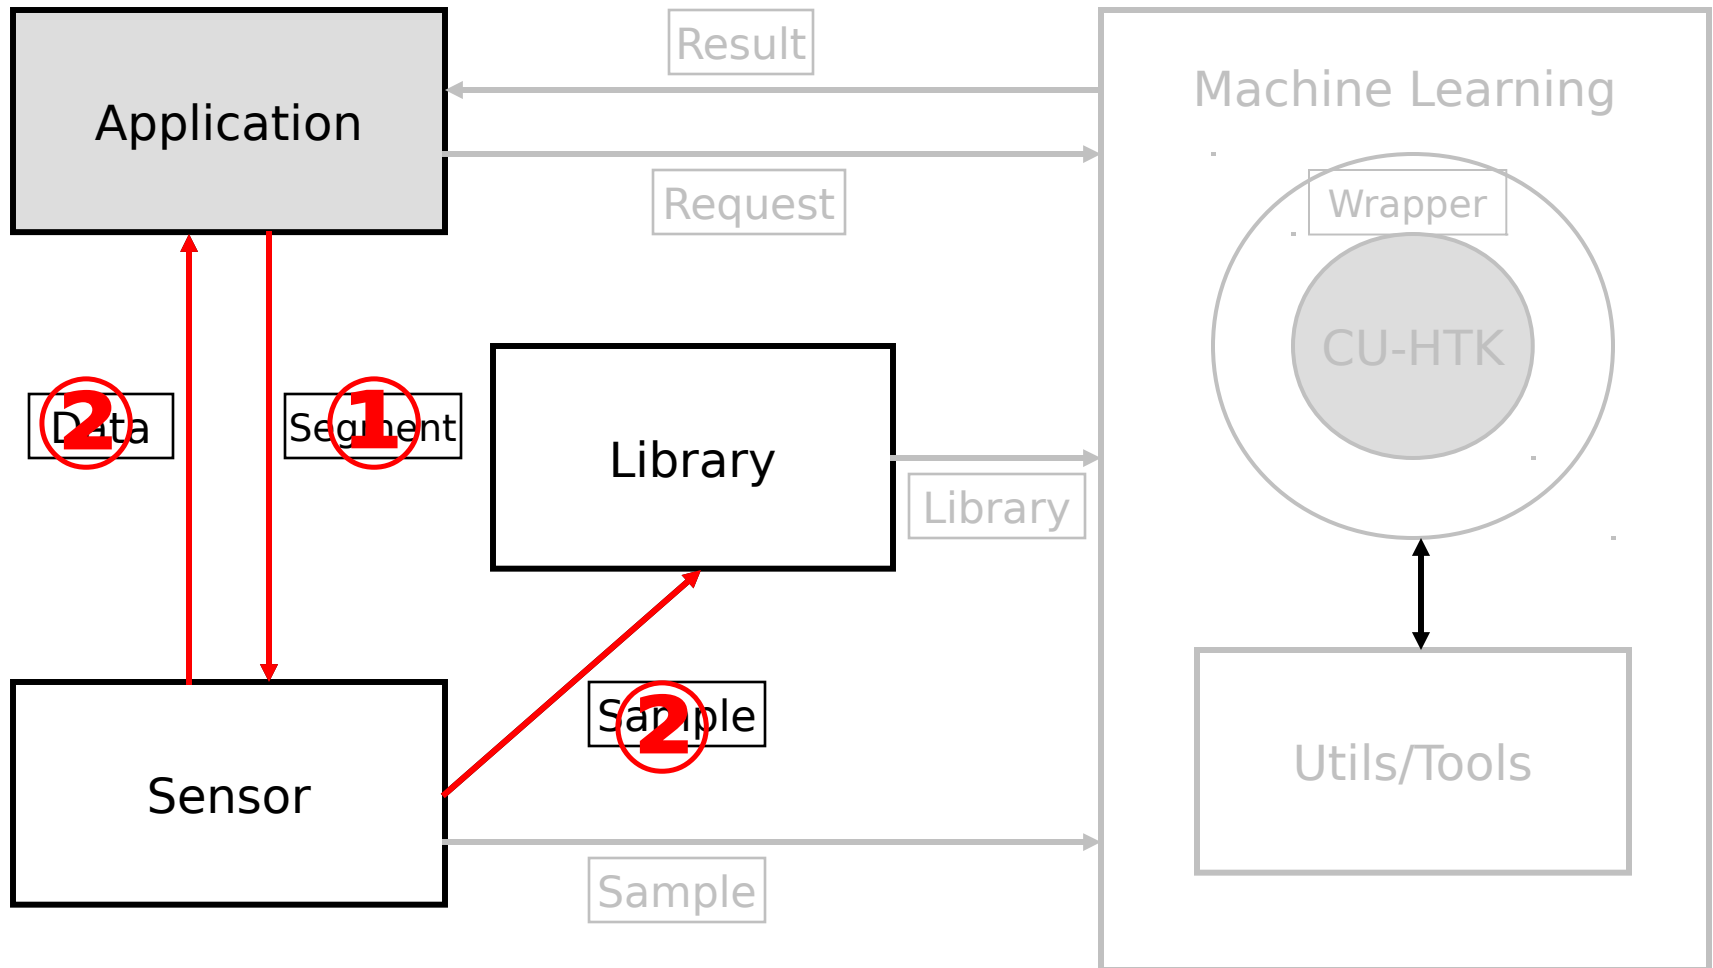 Result
Machine Learning
Application
Request
Wrapper
CU-HTK
Data
2
Segment
1
Library
Library
Sample
2
Sensor
Utils/Tools
Sample